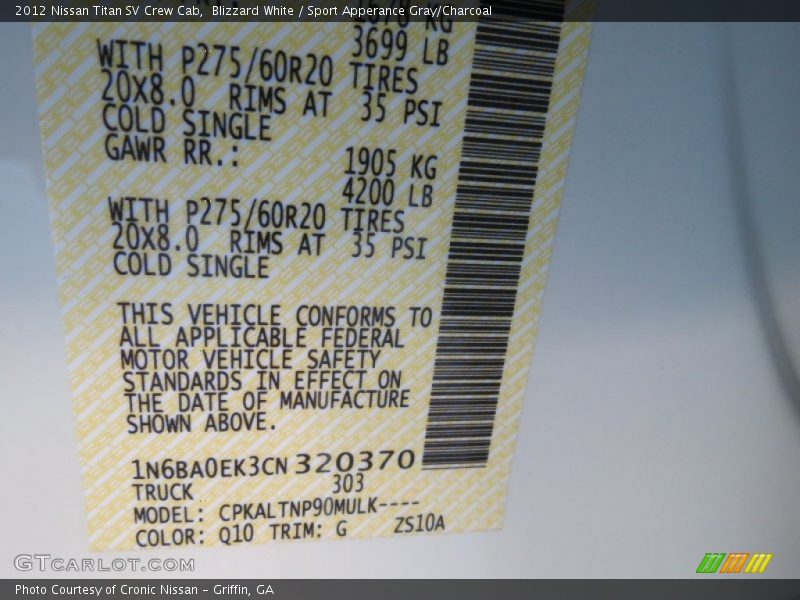 2012 Nissan Titan SV Crew Cab,  Blizzard White / Sport Apperance Gray/Charcoal
3699 LB
WITH P275/60R20 TIRES
20X8.0 RIMS AT 35 PSI
COLD SINGLE
GAWR RR.:
1905 KG
4200 LB
WITH P275/60R20 TIRES
20X8.0 RIMS AT 35 PSI
COLD SINGLE
THIS VEHICLE CONFORMS TO
ALL APPLICABLE FEDERAL
MOTOR VEHICLE SAFETY
STANDARDS IN EFFECT ON
THE DATE OF MANUFACTURE
SHOWN ABOVE.
1N6BA0EK3CN320370
TRUCK 303
MODEL: CPKALTNP90MULK----
COLOR: Q10 TRIM: G ZS10A
GTCARLOT.COM
Photo Courtesy of Cronic Nissan – Griffin, GA